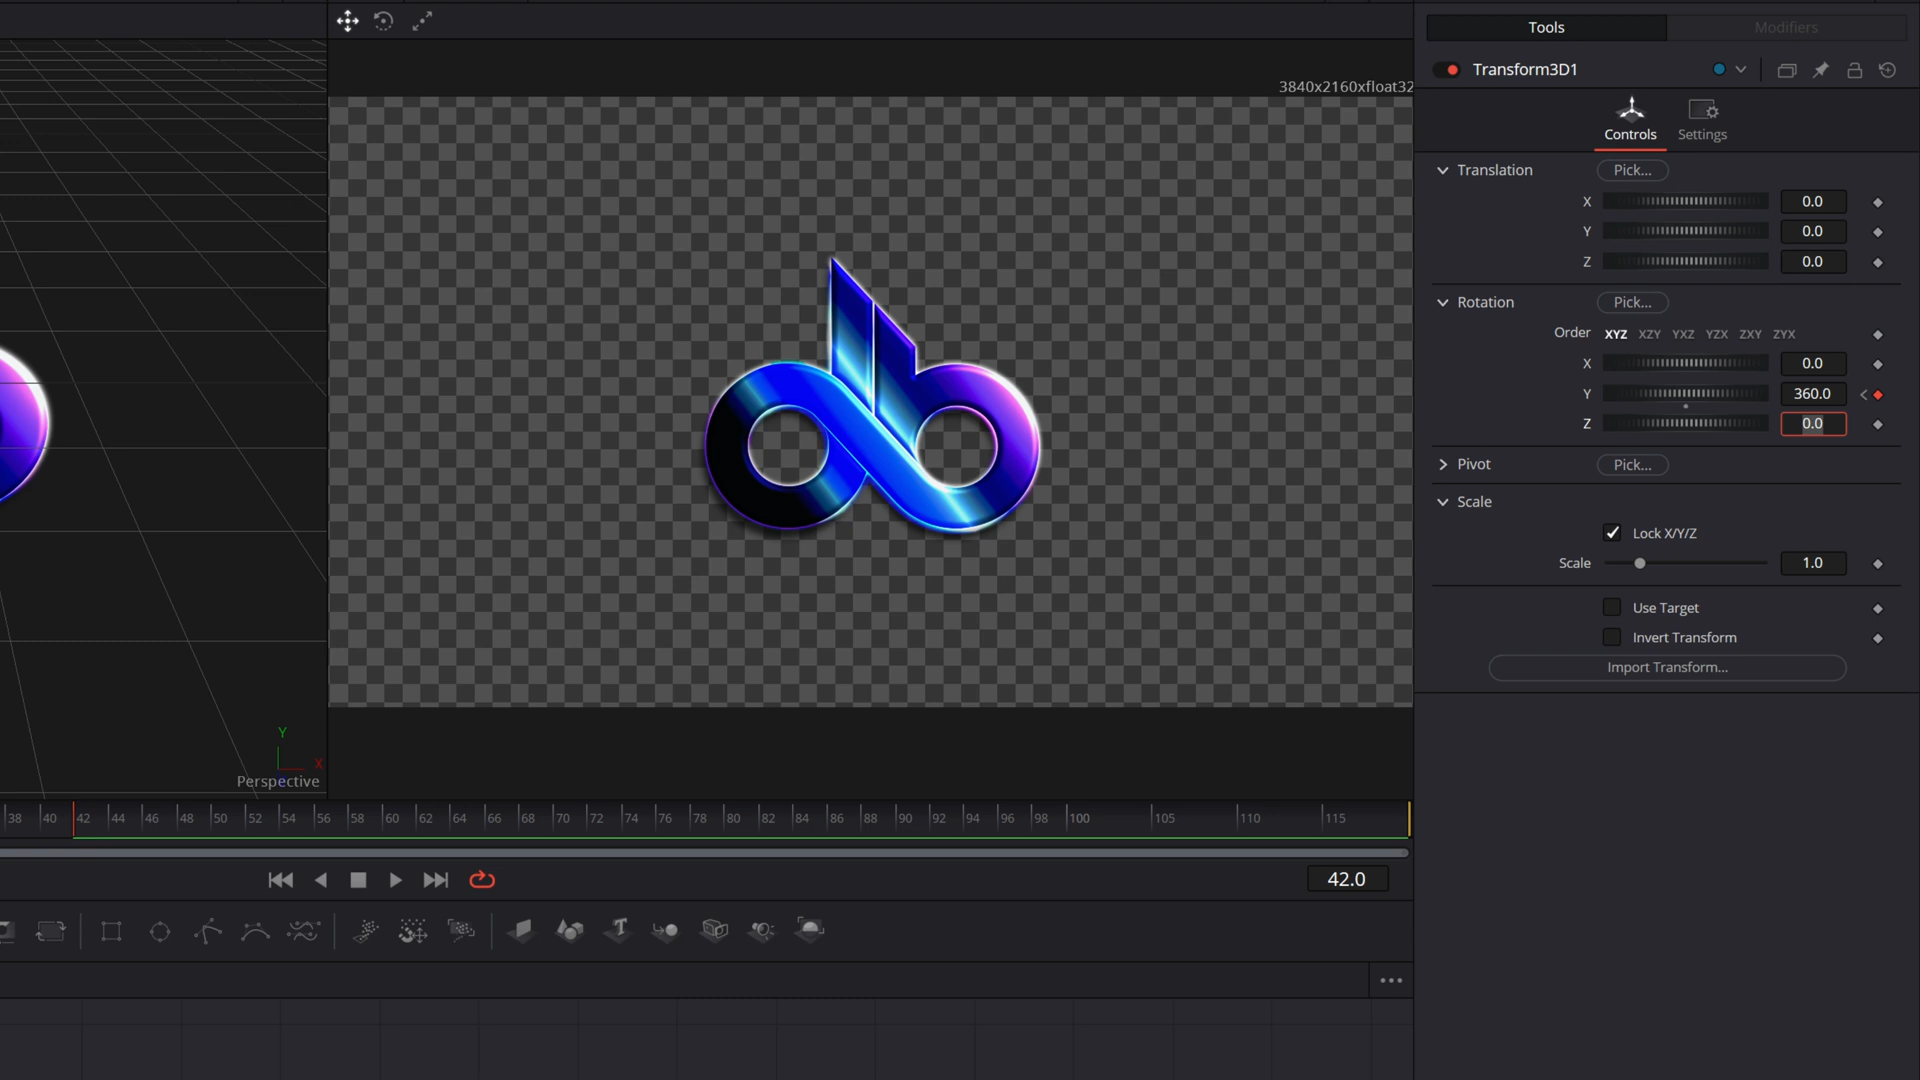 3840x2160xfloat32
Y
X
Perspective
38 40 42 44 46 48 50 52 54 56 58 60 62 64 66 68 70 72 74 76 78 80 82 84 86 88 90 92 94 96 98 100 105 110 115
42.0
T
Tools Modifiers
Transform3D1
Controls Settings
Translation Pick...
X 0.0
Y 0.0
Z 0.0
Rotation Pick...
Order XYZ XZY YXZ YZX ZXY ZYX
X 0.0
Y 360.0
Z 0.0
Pivot Pick...
Scale
Lock X/Y/Z
Scale 1.0
Use Target
Invert Transform
Import Transform...